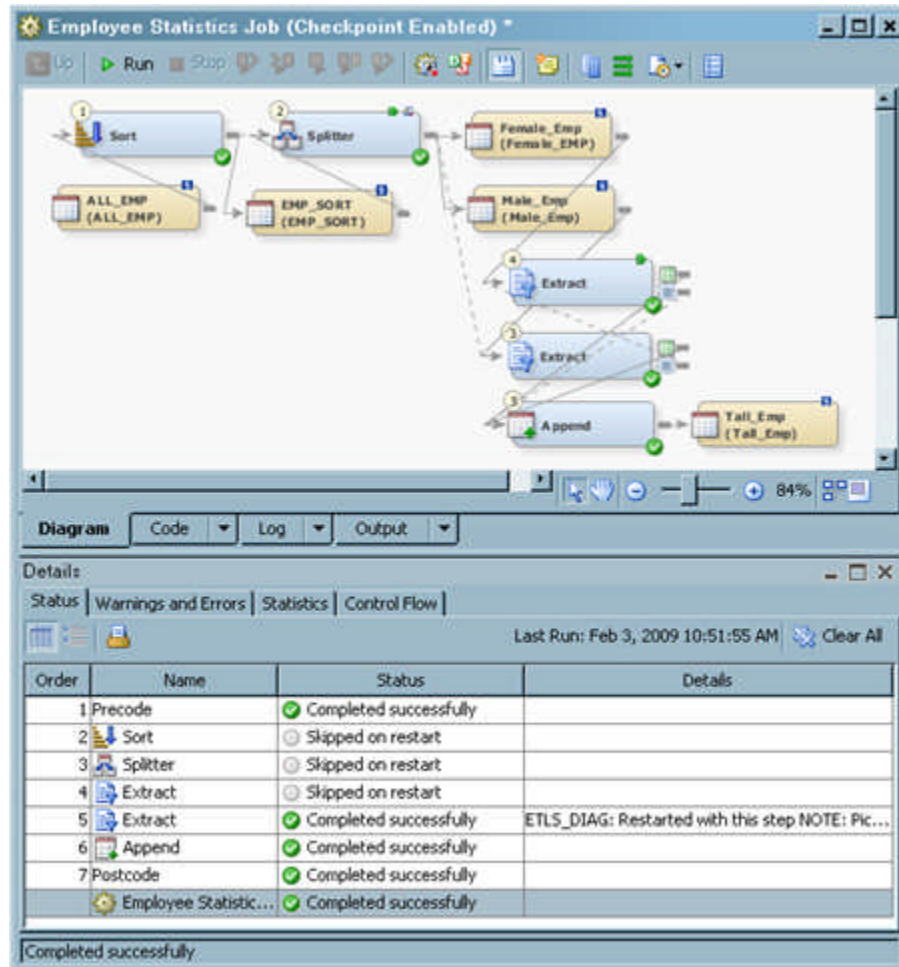 Employee Statistics Job (Checkpoint Enabled) *
Up Run Stop
1
Sort
2
Splitter
Female_Emp
(Female_EMP)
ALL_EMP
(ALL_EMP)
EMP_SORT
(EMP_SORT)
Male_Emp
(Male_Emp)
4
Extract
3
Extract
Append
Tall_Emp
(Tall_Emp)
84%
Diagram Code Log Output
Details
Status Warnings and Errors Statistics Control Flow
Last Run: Feb 3, 2009 10:51:55 AM Clear All
Order Name Status Details
1 Precode Completed successfully
2 Sort Skipped on restart
3 Splitter Skipped on restart
4 Extract Skipped on restart
5 Extract Completed successfully ETLS_DIAG: Restarted with this step NOTE: Pic...
6 Append Completed successfully
7 Postcode Completed successfully
Employee Statistic... Completed successfully
Completed successfully